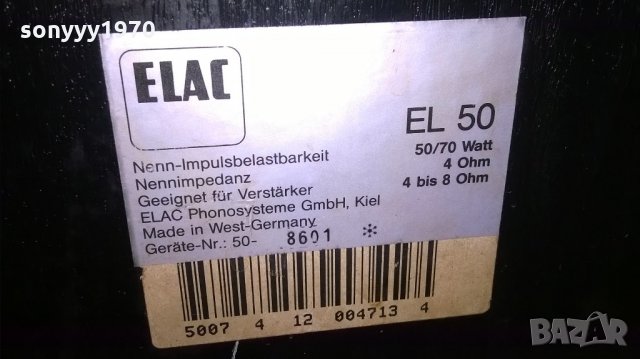 sonyyy1970
ELAC
EL 50
Nenn-Impulsbelastbarkeit 50/70 Watt
Nennimpedanz 4 Ohm
Geeignet für Verstärker 4 bis 8 Ohm
ELAC Phonosysteme GmbH, Kiel
Made in West-Germany
Geräte-Nr.: 50- 8601 *
5007 4 12 004713 4
BAZAR